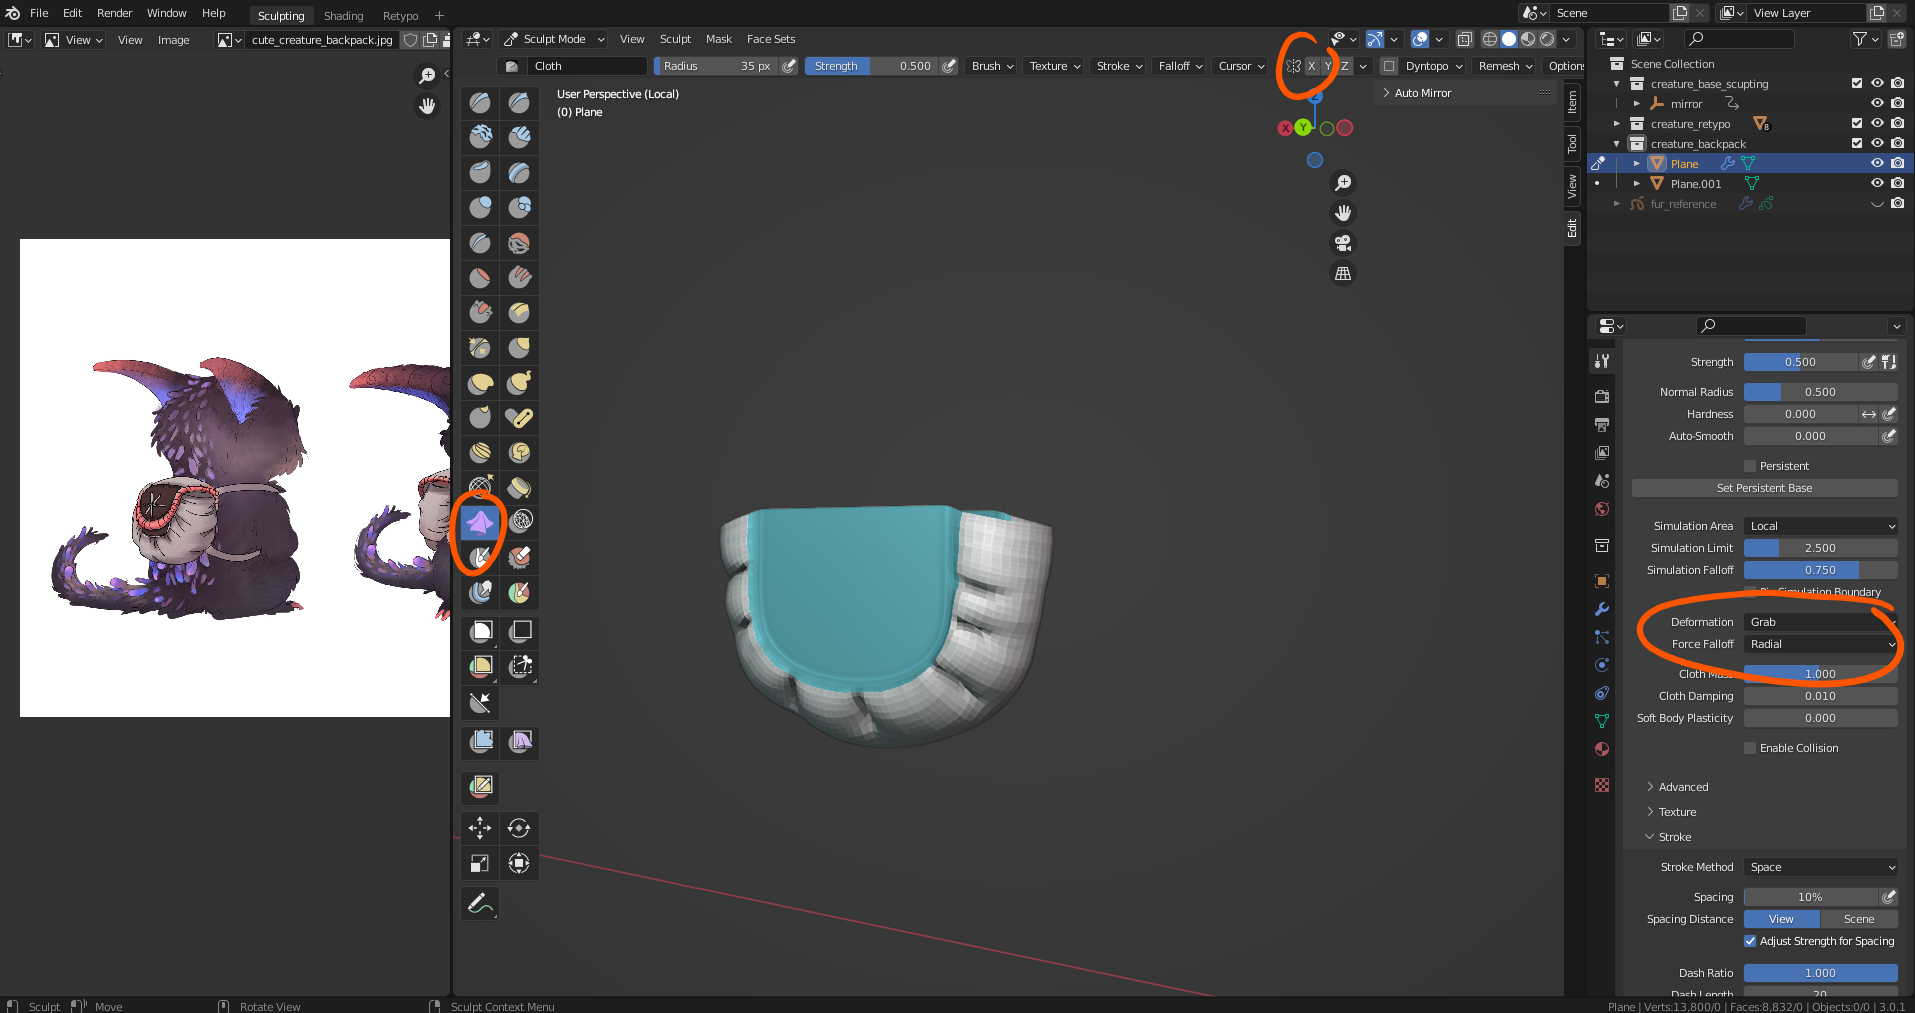 File Edit Render Window Help Sculpting Shading Retypo + Scene View Layer
View View Image cute_creature_backpack.jpg Sculpt Mode View Sculpt Mask Face Sets
Cloth Radius 35 px Strength 0.500 Brush Texture Stroke Falloff Cursor X Y Z Dyntopo Remesh Options
User Perspective (Local)
(0) Plane
Auto Mirror
Z
X Y
Item
Tool
View
Edit
Scene Collection
creature_base_scupting
mirror
creature_retypo 8
creature_backpack
Plane
Plane.001
fur_reference
Strength 0.500
Normal Radius 0.500
Hardness 0.000
Auto-Smooth 0.000
Persistent
Set Persistent Base
Simulation Area Local
Simulation Limit 2.500
Simulation Falloff 0.750
Pin Simulation Boundary
Deformation Grab
Force Falloff Radial
Cloth Mass 1.000
Cloth Damping 0.010
Soft Body Plasticity 0.000
Enable Collision
Advanced
Texture
Stroke
Stroke Method Space
Spacing 10%
Spacing Distance View Scene
Adjust Strength for Spacing
Dash Ratio 1.000
Dash Length 20
Sculpt Move Rotate View Sculpt Context Menu Plane | Verts:13,800/0 | Faces:8,832/0 | Objects:0/0 | 3.0.1